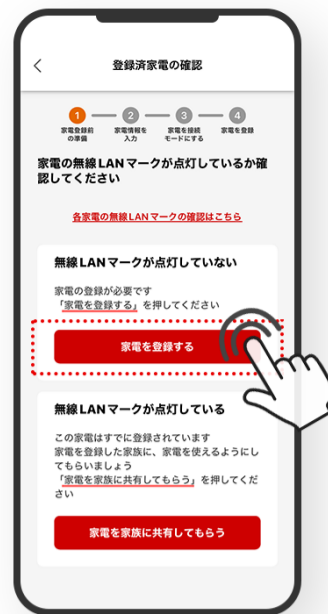 登録済家電の確認
1 2 3 4
家電登録前
の準備
家電情報を
入力
家電を接続
モードにする
家電を登録
家電の無線LANマークが点灯しているか確
認してください
各家電の無線LANマークの確認はこちら
無線LANマークが点灯していない
家電の登録が必要です
「家電を登録する」を押してください
家電を登録する
無線LANマークが点灯している
この家電はすでに登録されています
家電を登録した家族に、家電を使えるようにし
てもらいましょう
「家電を家族に共有してもらう」を押してくだ
さい
家電を家族に共有してもらう